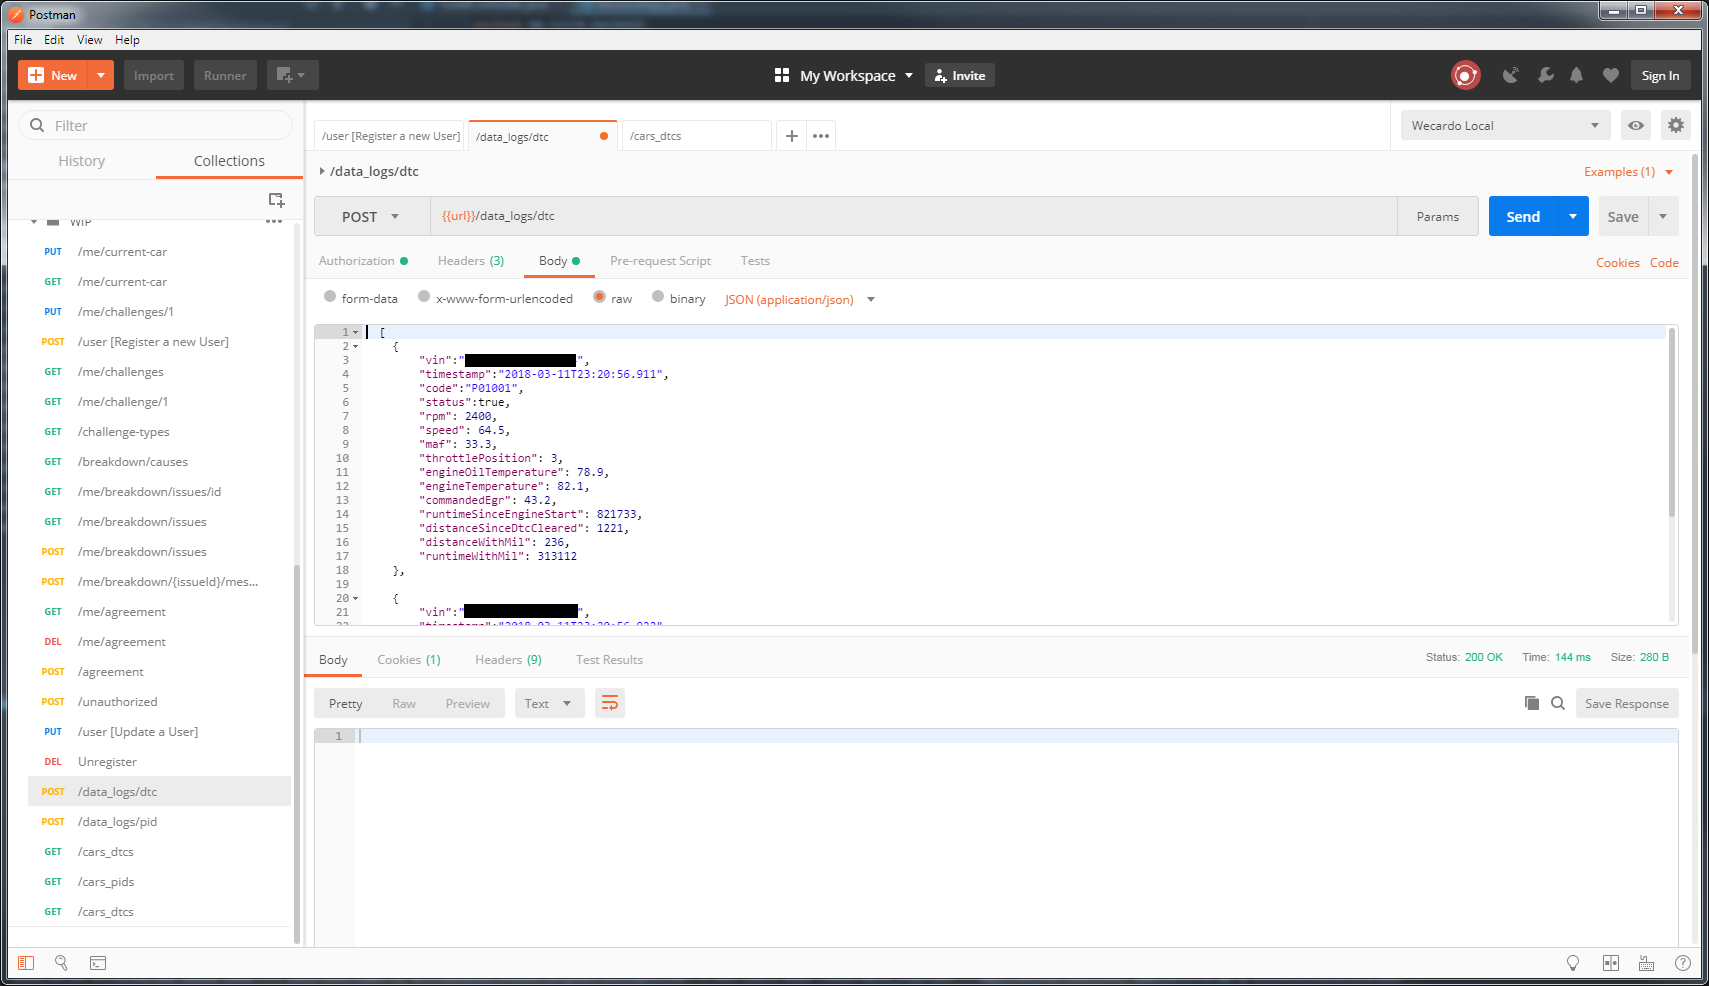 Postman
File Edit View Help
New Import Runner My Workspace Invite Sign In
Filter
History Collections
WIP
PUT /me/current-car
GET /me/current-car
PUT /me/challenges/1
POST /user [Register a new User]
GET /me/challenges
GET /me/challenge/1
GET /challenge-types
GET /breakdown/causes
GET /me/breakdown/issues/id
GET /me/breakdown/issues
POST /me/breakdown/issues
POST /me/breakdown/{issueId}/mes...
GET /me/agreement
DEL /me/agreement
POST /agreement
POST /unauthorized
PUT /user [Update a User]
DEL Unregister
POST /data_logs/dtc
POST /data_logs/pid
GET /cars_dtcs
GET /cars_pids
GET /cars_dtcs
/user [Register a new User] /data_logs/dtc /cars_dtcs + •••
Wecardo Local
/data_logs/dtc Examples (1)
POST {{url}}/data_logs/dtc Params Send Save
Authorization Headers (3) Body Pre-request Script Tests Cookies Code
form-data x-www-form-urlencoded raw binary JSON (application/json)
1 [
2 {
3 "vin":"",
4 "timestamp":"2018-03-11T23:20:56.911",
5 "code":"P01001",
6 "status":true,
7 "rpm": 2400,
8 "speed": 64.5,
9 "maf": 33.3,
10 "throttlePosition": 3,
11 "engineOilTemperature": 78.9,
12 "engineTemperature": 82.1,
13 "commandedEgr": 43.2,
14 "runtimeSinceEngineStart": 821733,
15 "distanceSinceDtcCleared": 1221,
16 "distanceWithMil": 236,
17 "runtimeWithMil": 313112
18 },
19
20 {
21 "vin":"",
Body Cookies (1) Headers (9) Test Results Status: 200 OK Time: 144 ms Size: 280 B
Pretty Raw Preview Text Save Response
1